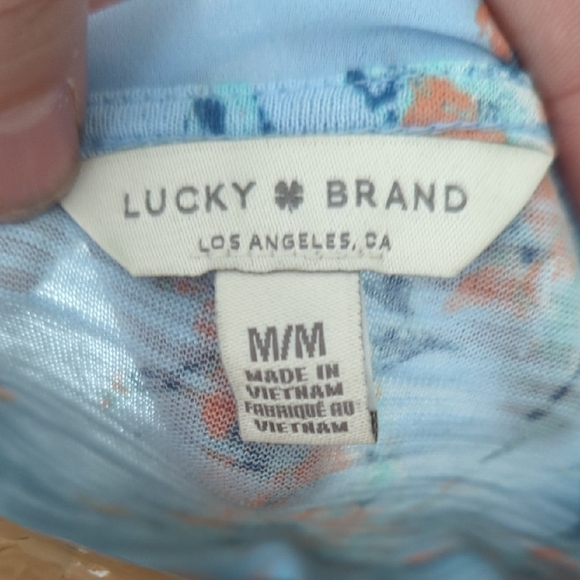 LUCKY BRAND
LOS ANGELES, CA
M/M
MADE IN
VIETNAM
FABRIQUÉ AU
VIETNAM